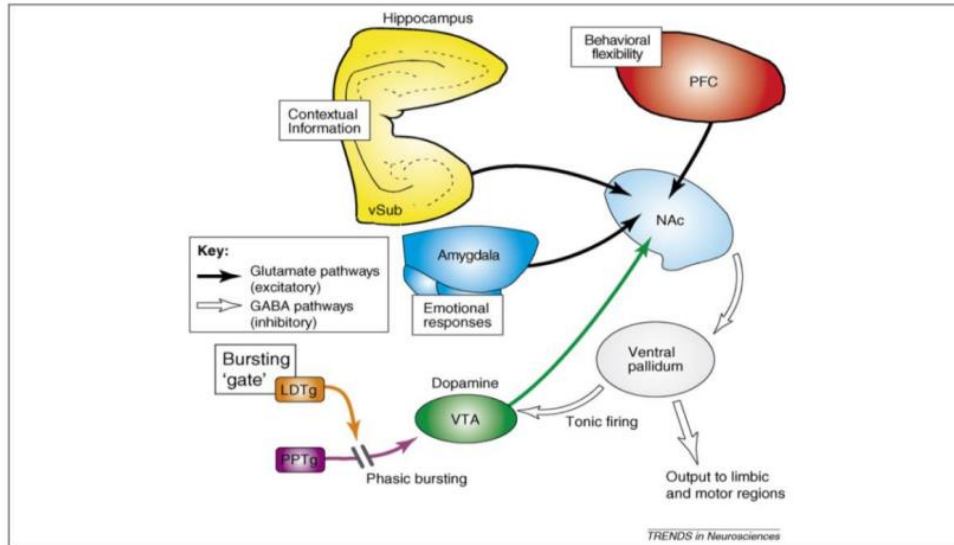 Hippocampus
Behavioral
flexibility
PFC
Contextual
Information
vSub
NAc
Amygdala
Emotional
responses
Key:
Glutamate pathways
(excitatory)
GABA pathways
(inhibitory)
Ventral
pallidum
Bursting
'gate'
LDTg
Dopamine
VTA
Tonic firing
PPTg
Phasic bursting
Output to limbic
and motor regions
TRENDS in Neurosciences